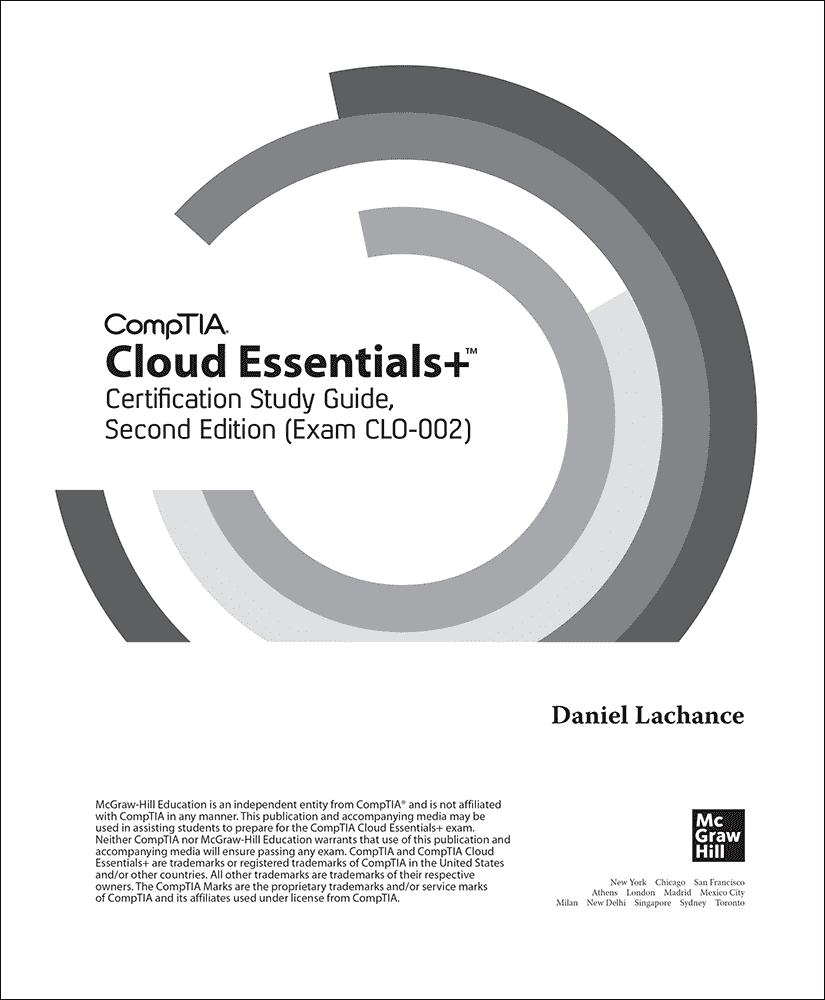 CompTIA®
Cloud Essentials+™
Certification Study Guide,
Second Edition (Exam CLO-002)
Daniel Lachance
McGraw-Hill Education is an independent entity from CompTIA® and is not affiliated
with CompTIA in any manner. This publication and accompanying media may be
used in assisting students to prepare for the CompTIA Cloud Essentials+ exam.
Neither CompTIA nor McGraw-Hill Education warrants that use of this publication and
accompanying media will ensure passing any exam. CompTIA and CompTIA Cloud
Essentials+ are trademarks or registered trademarks of CompTIA in the United States
and/or other countries. All other trademarks are trademarks of their respective
owners. The CompTIA Marks are the proprietary trademarks and/or service marks
of CompTIA and its affiliates used under license from CompTIA.
Mc
Graw
Hill
New York Chicago San Francisco
Athens London Madrid Mexico City
Milan New Delhi Singapore Sydney Toronto